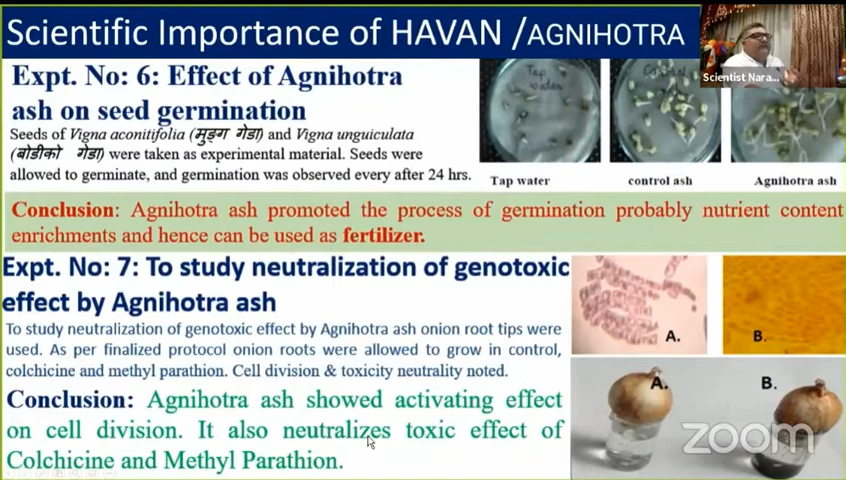 Scientific Importance of HAVAN /AGNIHOTRA
Scientist Nara...
Expt. No: 6: Effect of Agnihotra
ash on seed germination
Seeds of Vigna aconitifolia (मुङ्ग गेडा) and Vigna unguiculata
(बोडीको गेडा) were taken as experimental material. Seeds were
allowed to germinate, and germination was observed every after 24 hrs.
Tap
water
Control
Tap water
control ash
Agnihotra ash
Conclusion: Agnihotra ash promoted the process of germination probably nutrient content
enrichments and hence can be used as fertilizer.
Expt. No: 7: To study neutralization of genotoxic
effect by Agnihotra ash
To study neutralization of genotoxic effect by Agnihotra ash onion root tips were
used. As per finalized protocol onion roots were allowed to grow in control,
colchicine and methyl parathion. Cell division & toxicity neutrality noted.
Conclusion: Agnihotra ash showed activating effect
on cell division. It also neutralizes toxic effect of
Colchicine and Methyl Parathion.
A.
B.
A.
B.
zoom